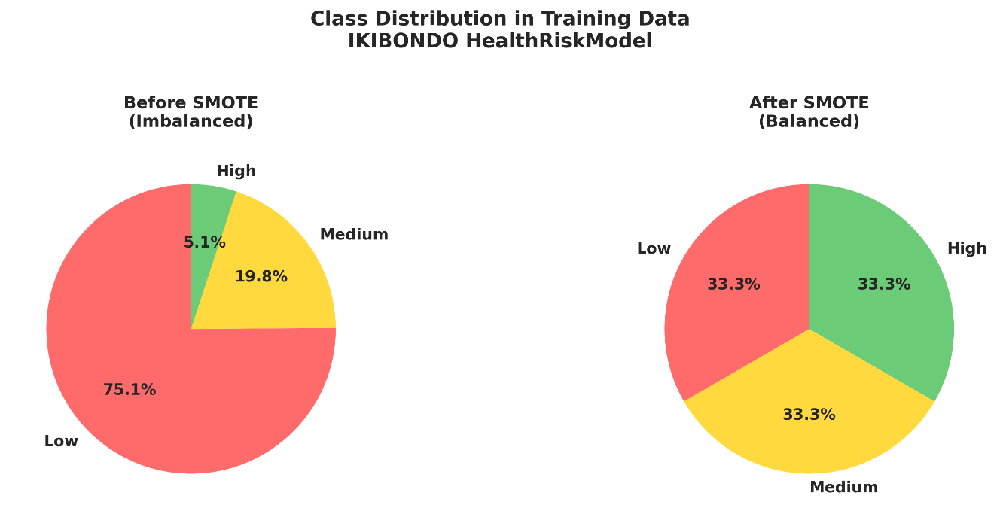 Class Distribution in Training Data
IKIBONDO HealthRiskModel
Before SMOTE
(Imbalanced)
High
Medium
5.1%
19.8%
75.1%
Low
After SMOTE
(Balanced)
Low
High
33.3%
33.3%
33.3%
Medium